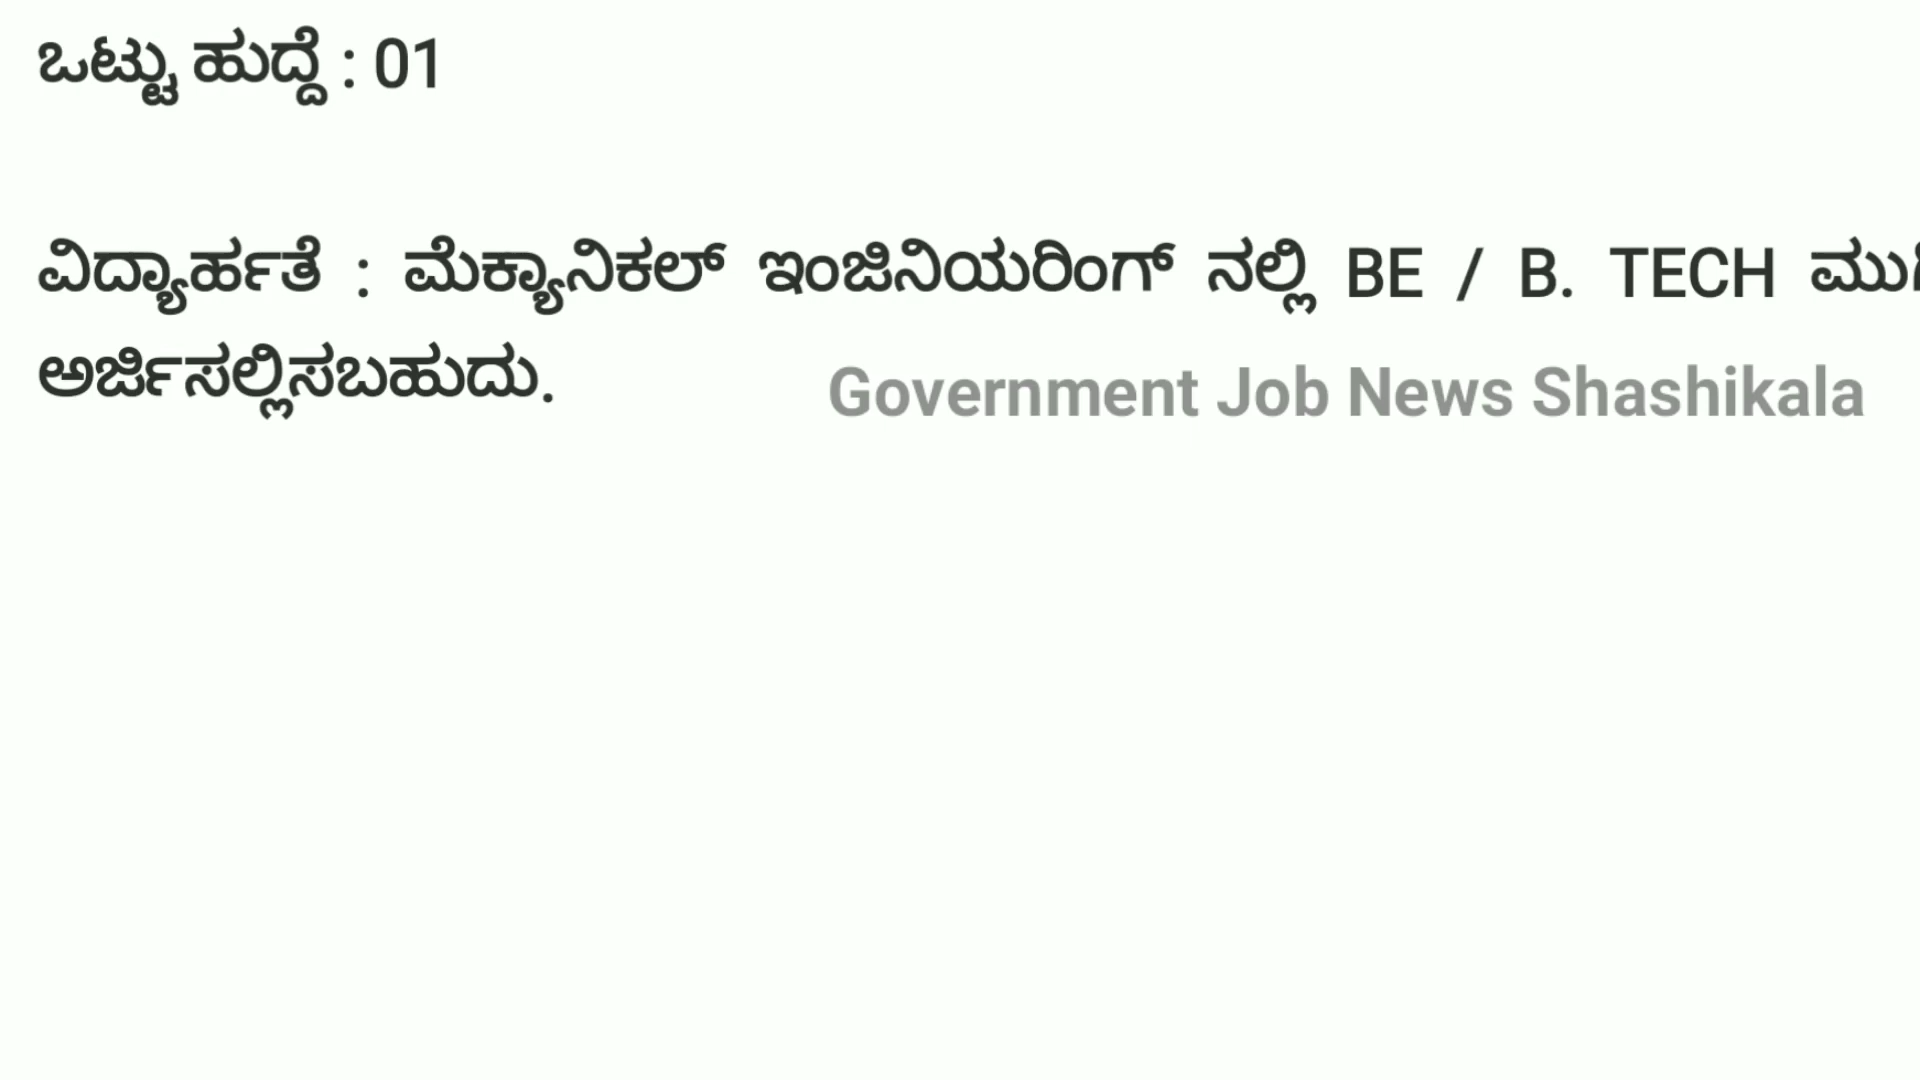 ಒಟ್ಟು ಹುದ್ದೆ : 01
ವಿದ್ಯಾರ್ಹತೆ : ಮೆಕ್ಯಾನಿಕಲ್ ಇಂಜಿನಿಯರಿಂಗ್ ನಲ್ಲಿ BE / B. TECH
ಅರ್ಜಿಸಲ್ಲಿಸಬಹುದು.
Government Job News Shashikala